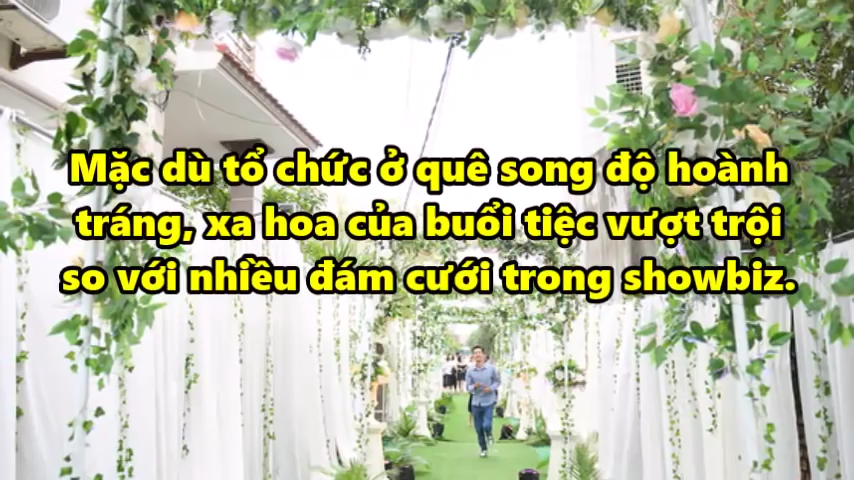 Mặc dù tổ chức ở quê song độ hoành
tráng, xa hoa của buổi tiệc vượt trội
so với nhiều đám cưới trong showbiz.